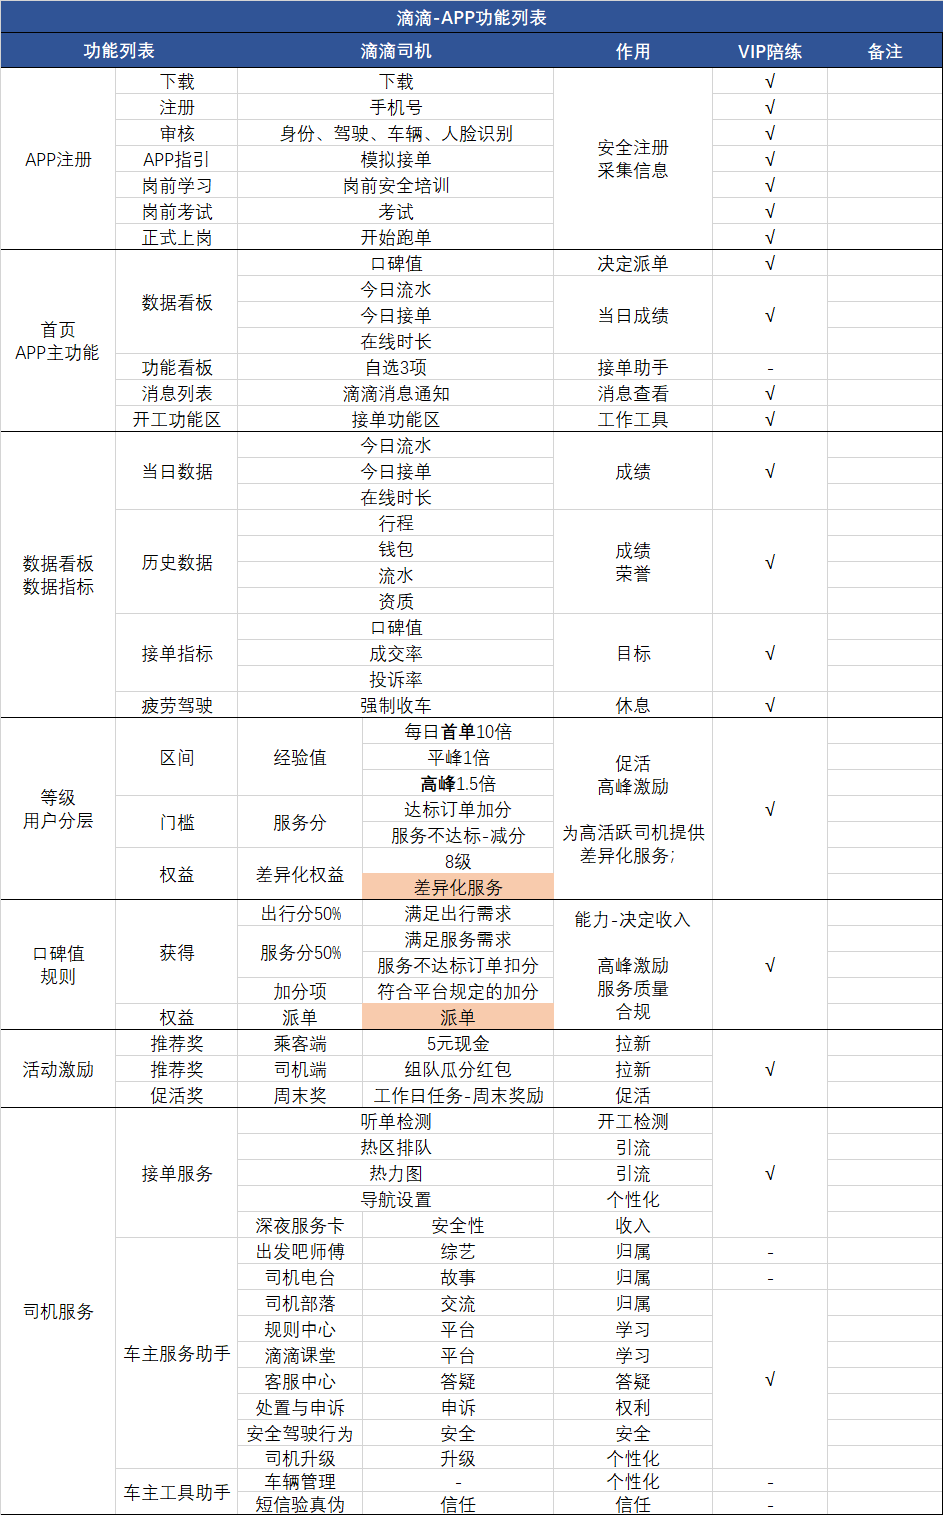 滴滴-APP功能列表
功能列表 滴滴司机 作用 VIP陪练 备注
APP注册
下载 下载 √
注册 手机号 √
审核 身份、驾驶、车辆、人脸识别 √
APP指引 模拟接单 √
岗前学习 岗前安全培训 √
岗前考试 考试 √
正式上岗 开始跑单 √
安全注册
采集信息
首页
APP主功能
数据看板
口碑值 决定派单 √
今日流水
今日接单 当日成绩 √
在线时长
功能看板 自选3项 接单助手 -
消息列表 滴滴消息通知 消息查看 √
开工功能区 接单功能区 工作工具 √
数据看板
数据指标
当日数据
今日流水
今日接单 成绩 √
在线时长
历史数据
行程
钱包
流水
资质
成绩
荣誉
√
接单指标
口碑值
成交率 目标 √
投诉率
疲劳驾驶 强制收车 休息 √
等级
用户分层
区间 经验值
每日首单10倍
平峰1倍
高峰1.5倍
门槛 服务分
达标订单加分
服务不达标-减分
权益 差异化权益
8级
差异化服务
促活
高峰激励
为高活跃司机提供
差异化服务；
√
口碑值
规则
获得
出行分50% 满足出行需求
服务分50%
满足服务需求
服务不达标订单扣分
加分项 符合平台规定的加分
权益 派单 派单
能力-决定收入
高峰激励
服务质量
合规
√
活动激励
推荐奖 乘客端 5元现金 拉新
推荐奖 司机端 组队瓜分红包 拉新 √
促活奖 周末奖 工作日任务-周末奖励 促活
司机服务
接单服务
听单检测 开工检测
热区排队 引流
热力图 引流 √
导航设置 个性化
深夜服务卡 安全性 收入
车主服务助手
出发吧师傅 综艺 归属 -
司机电台 故事 归属 -
司机部落 交流 归属
规则中心 平台 学习
滴滴课堂 平台 学习
客服中心 答疑 答疑 √
处置与申诉 申诉 权利
安全驾驶行为 安全 安全
司机升级 升级 个性化
车主工具助手
车辆管理 - 个性化 -
短信验真伪 信任 信任 -